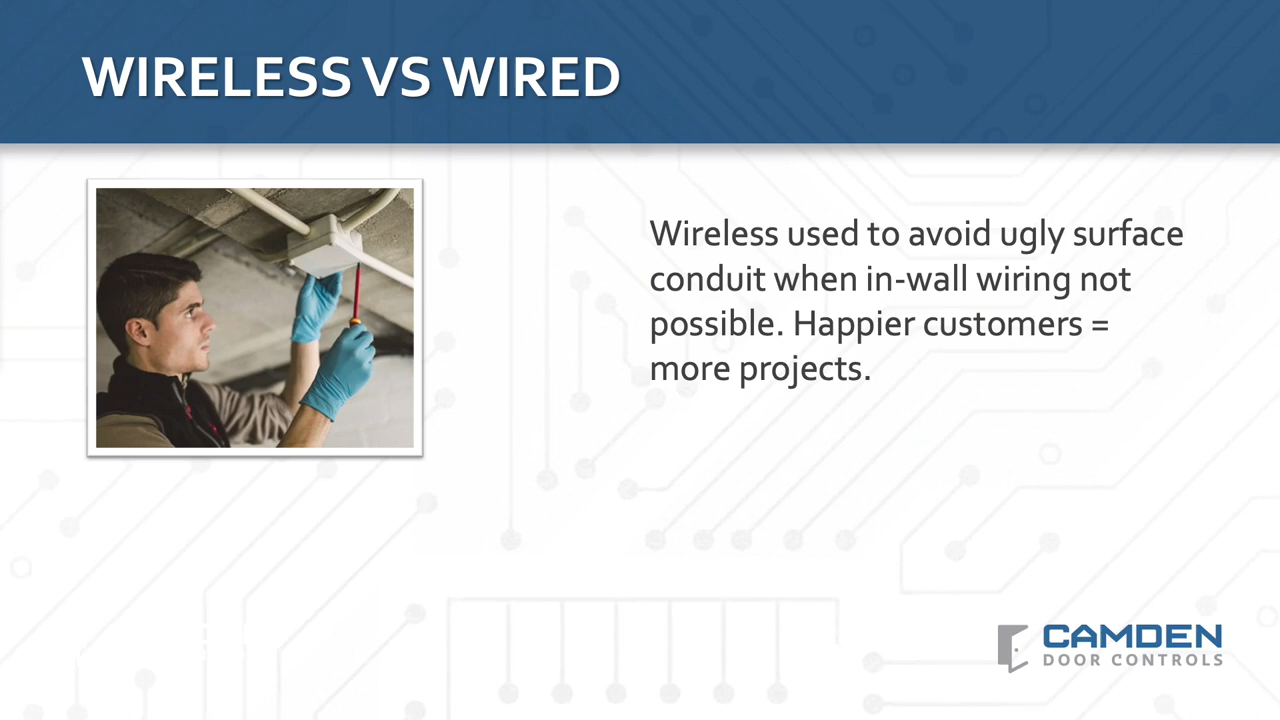 WIRELESS VS WIRED
Wireless used to avoid ugly surface
conduit when in-wall wiring not
possible. Happier customers =
more projects.
CAMDEN
DOOR CONTROLS